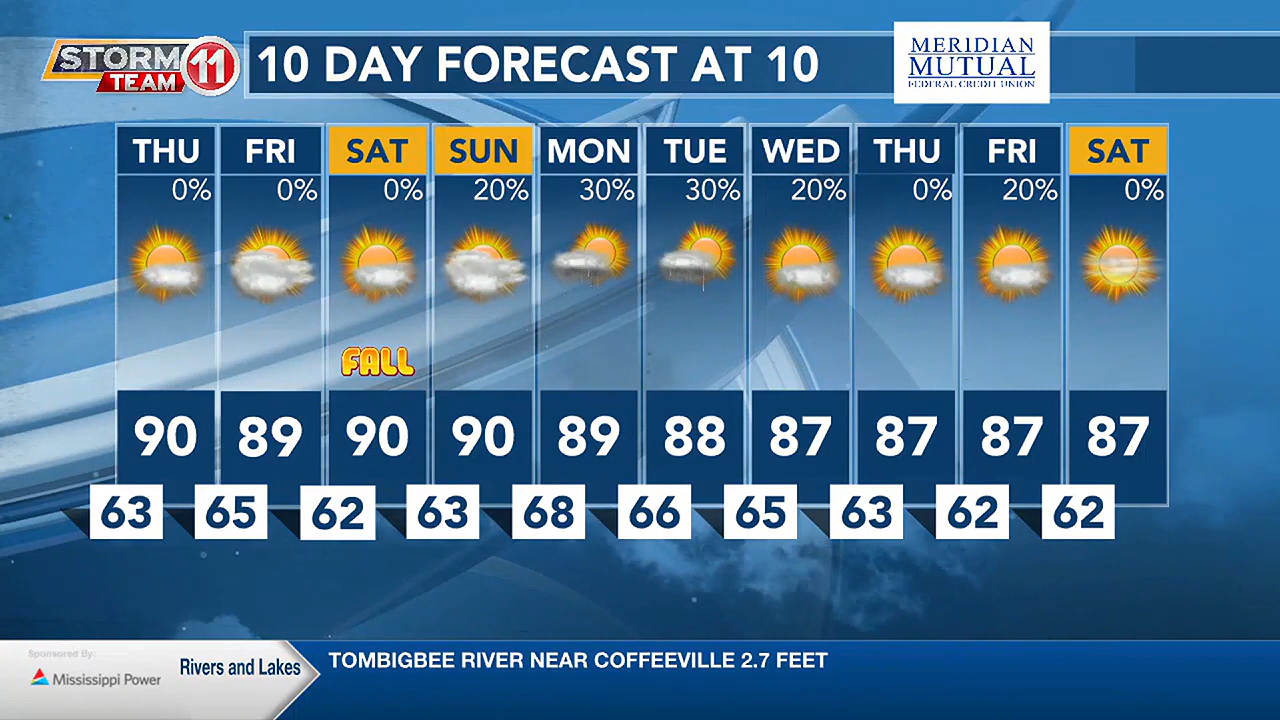 STORM
TEAM
11
10 DAY FORECAST AT 10
MERIDIAN
MUTUAL
FEDERAL CREDIT UNION
THU FRI SAT SUN MON TUE WED THU FRI SAT
0% 0% 0% 20% 30% 30% 20% 0% 20% 0%
FALL
90 89 90 90 89 88 87 87 87 87
63 65 62 63 68 66 65 63 62 62
Sponsored By:
Mississippi Power
Rivers and Lakes
TOMBIGBEE RIVER NEAR COFFEEVILLE 2.7 FEET